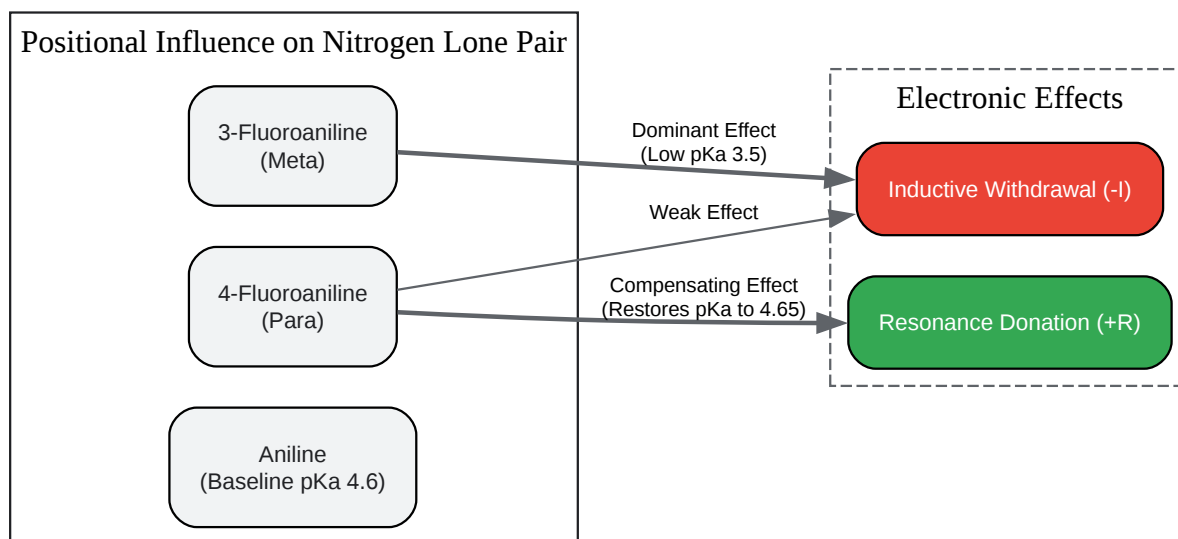 Positional Influence on Nitrogen Lone Pair
3-Fluoroaniline
(Meta)
4-Fluoroaniline
(Para)
Aniline
(Baseline pKa 4.6)
Dominant Effect
(Low pKa 3.5)
Weak Effect
Compensating Effect
(Restores pKa to 4.65)
Electronic Effects
Inductive Withdrawal (-I)
Resonance Donation (+R)